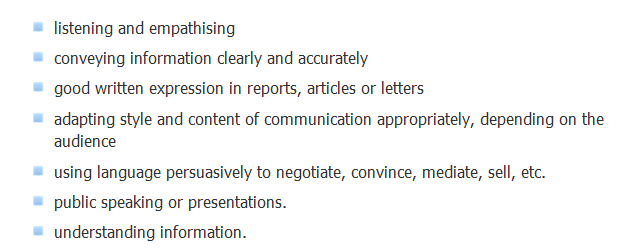 listening and empathising
conveying information clearly and accurately
good written expression in reports, articles or letters
adapting style and content of communication appropriately, depending on the
audience
using language persuasively to negotiate, convince, mediate, sell, etc.
public speaking or presentations.
understanding information.